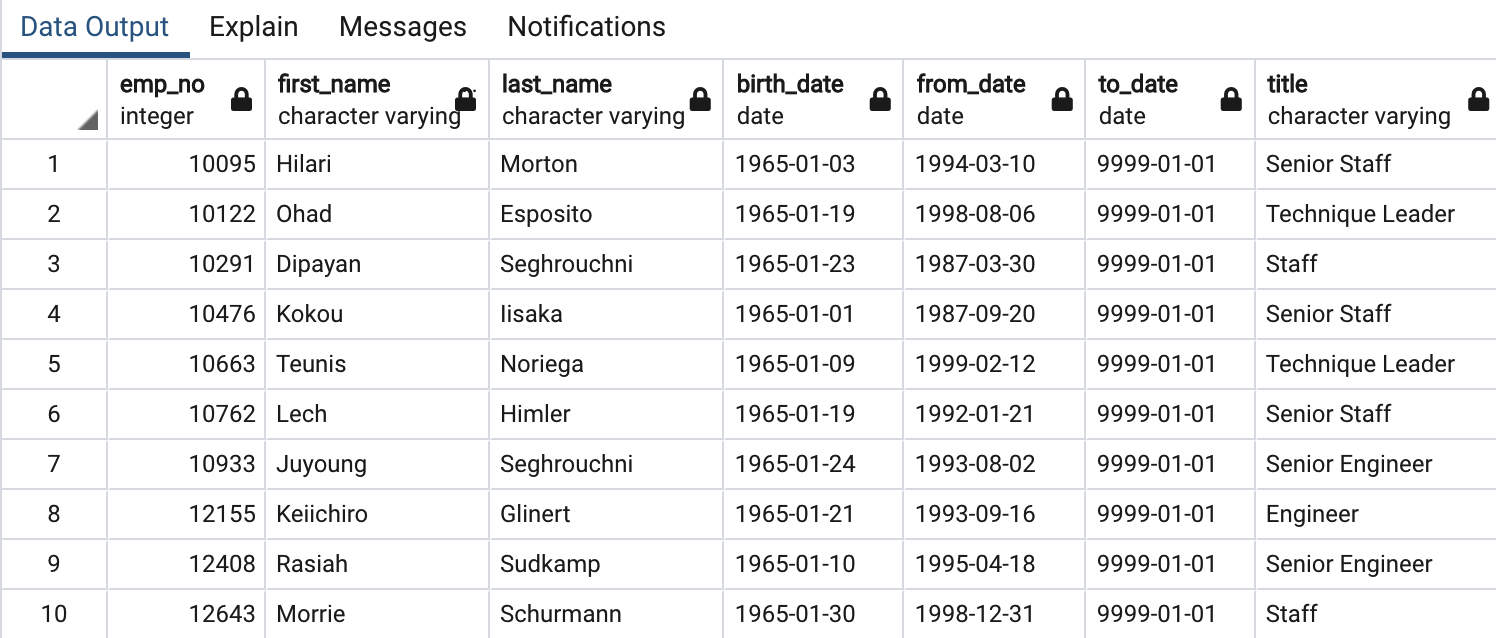 Data Output Explain Messages Notifications
emp_no first_name last_name birth_date from_date to_date title
integer character varying character varying date date date character varying
1 10095 Hilari Morton 1965-01-03 1994-03-10 9999-01-01 Senior Staff
2 10122 Ohad Esposito 1965-01-19 1998-08-06 9999-01-01 Technique Leader
3 10291 Dipayan Seghrouchni 1965-01-23 1987-03-30 9999-01-01 Staff
4 10476 Kokou Iisaka 1965-01-01 1987-09-20 9999-01-01 Senior Staff
5 10663 Teunis Noriega 1965-01-09 1999-02-12 9999-01-01 Technique Leader
6 10762 Lech Himler 1965-01-19 1992-01-21 9999-01-01 Senior Staff
7 10933 Juyoung Seghrouchni 1965-01-24 1993-08-02 9999-01-01 Senior Engineer
8 12155 Keiichiro Glinert 1965-01-21 1993-09-16 9999-01-01 Engineer
9 12408 Rasiah Sudkamp 1965-01-10 1995-04-18 9999-01-01 Senior Engineer
10 12643 Morrie Schurmann 1965-01-30 1998-12-31 9999-01-01 Staff